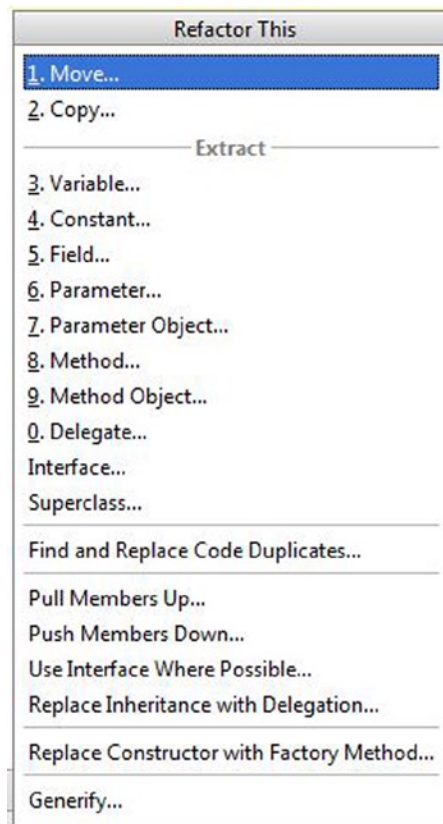 Refactor This
1. Move...
2. Copy...
Extract
3. Variable...
4. Constant...
5. Field...
6. Parameter...
7. Parameter Object...
8. Method...
9. Method Object...
0. Delegate...
Interface...
Superclass...
Find and Replace Code Duplicates...
Pull Members Up...
Push Members Down...
Use Interface Where Possible...
Replace Inheritance with Delegation...
Replace Constructor with Factory Method...
Generify...